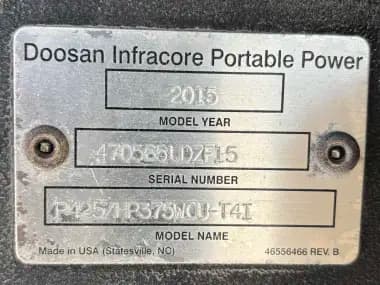 Doosan Infracore Portable Power
2015
MODEL YEAR
470586UDZF15
SERIAL NUMBER
P425/HP375WCU-T4I
MODEL NAME
Made in USA (Statesville, NC) 46556466 REV. B